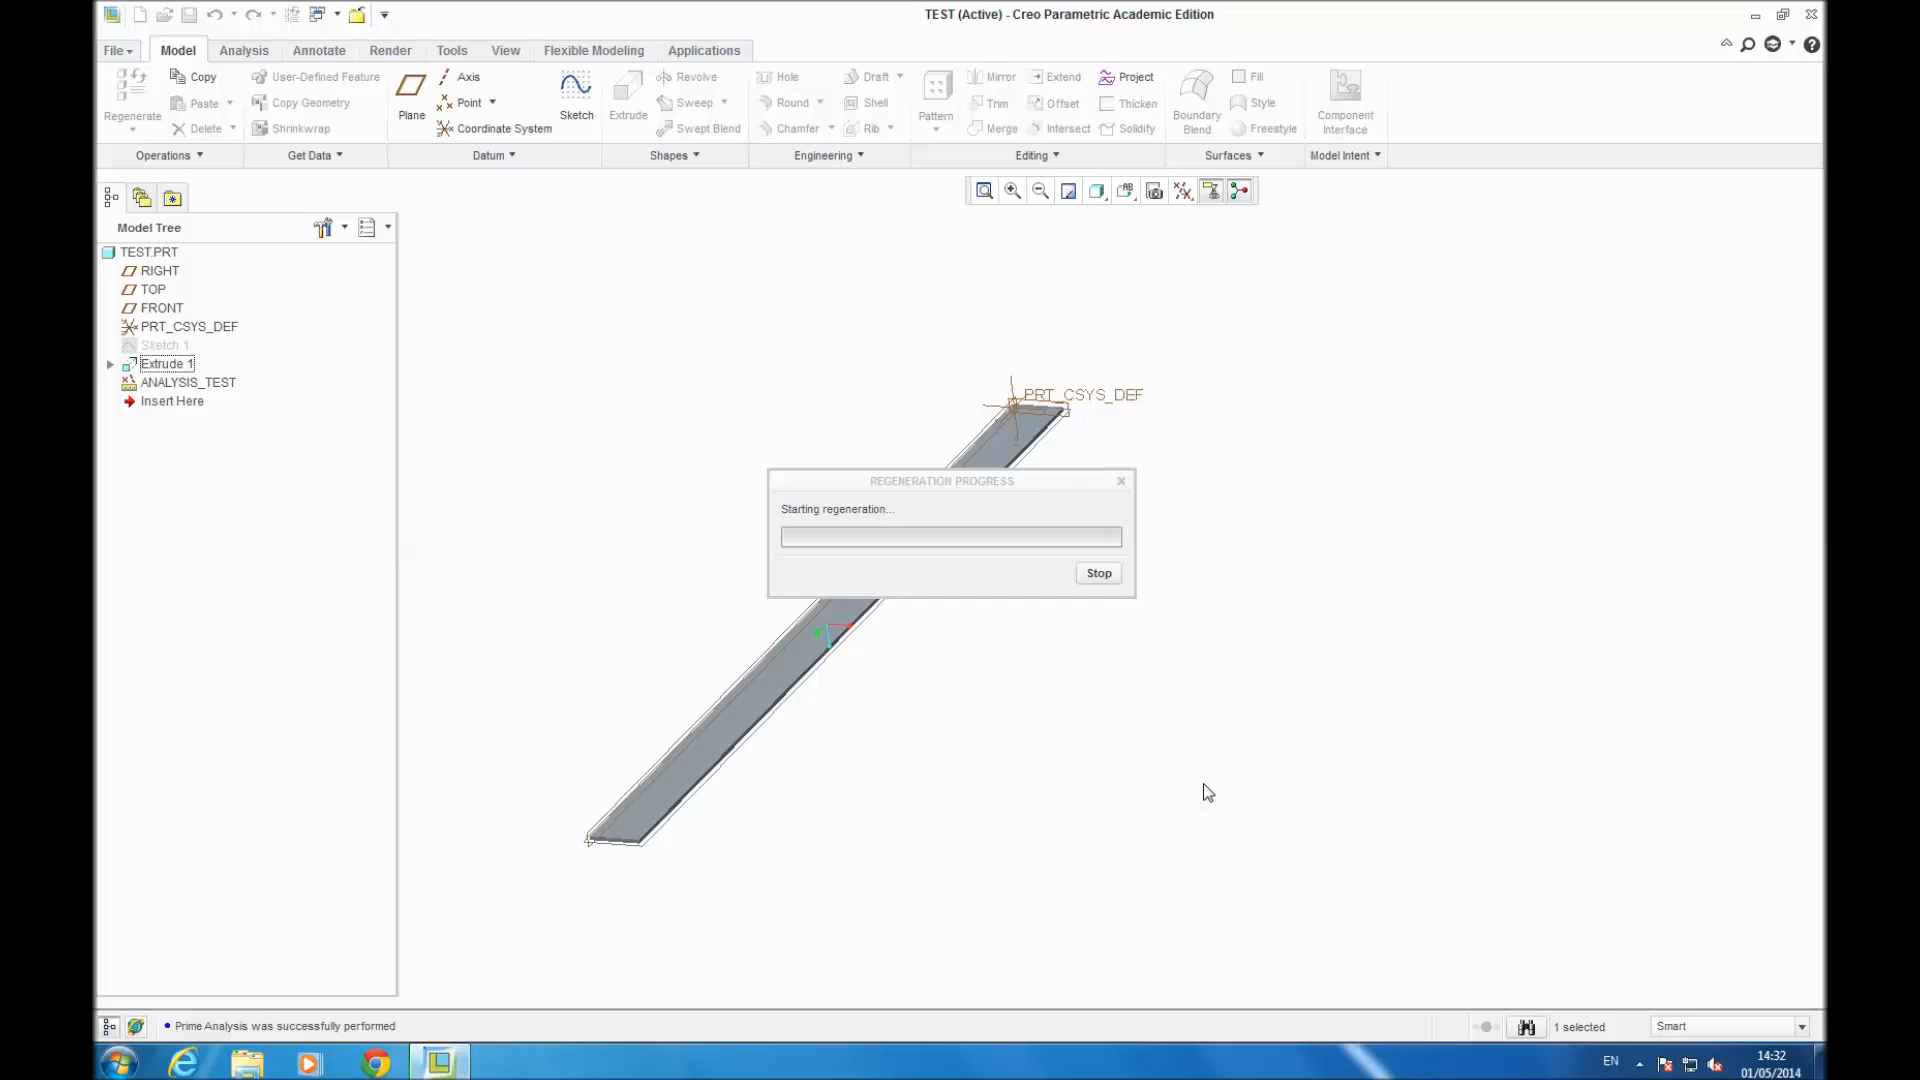 TEST (Active) - Creo Parametric Academic Edition
File Model Analysis Annotate Render Tools View Flexible Modeling Applications
Regenerate
Copy
Paste
Delete
Operations
User-Defined Feature
Copy Geometry
Shrinkwrap
Get Data
Plane
Axis
Point
Coordinate System
Sketch
Datum
Extrude
Revolve
Sweep
Swept Blend
Shapes
Hole
Round
Chamfer
Draft
Shell
Rib
Engineering
Pattern
Mirror
Trim
Merge
Extend
Offset
Intersect
Project
Thicken
Solidify
Editing
Boundary
Blend
Fill
Style
Freestyle
Surfaces
Component
Interface
Model Intent
Model Tree
TEST.PRT
RIGHT
TOP
FRONT
PRT_CSYS_DEF
Sketch 1
Extrude 1
ANALYSIS_TEST
Insert Here
PRT_CSYS_DEF
REGENERATION PROGRESS
Starting regeneration...
Stop
Prime Analysis was successfully performed
1 selected
Smart
EN
14:32
01/05/2014